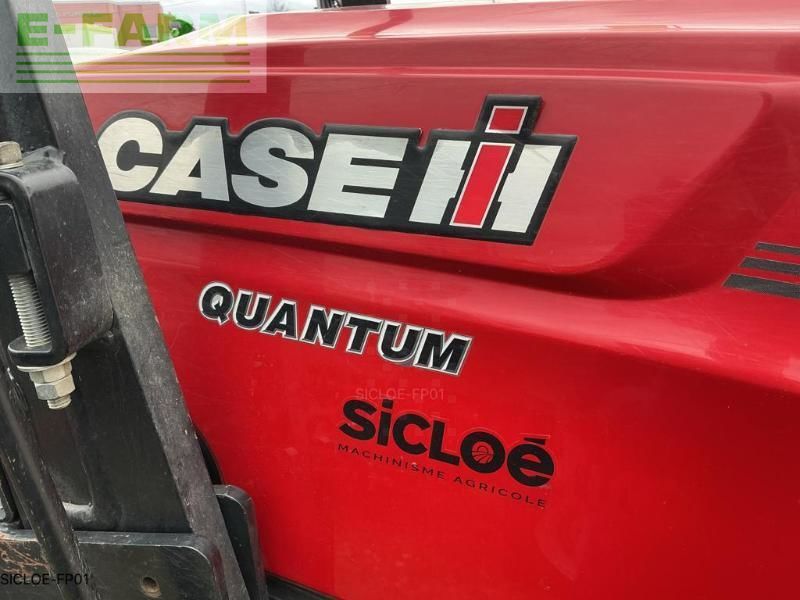 E-FARM
CASE IH
QUANTUM
SICLOE-FP01
SiCLOÉ
MACHINISME AGRICOLE
SICLOE-FP01